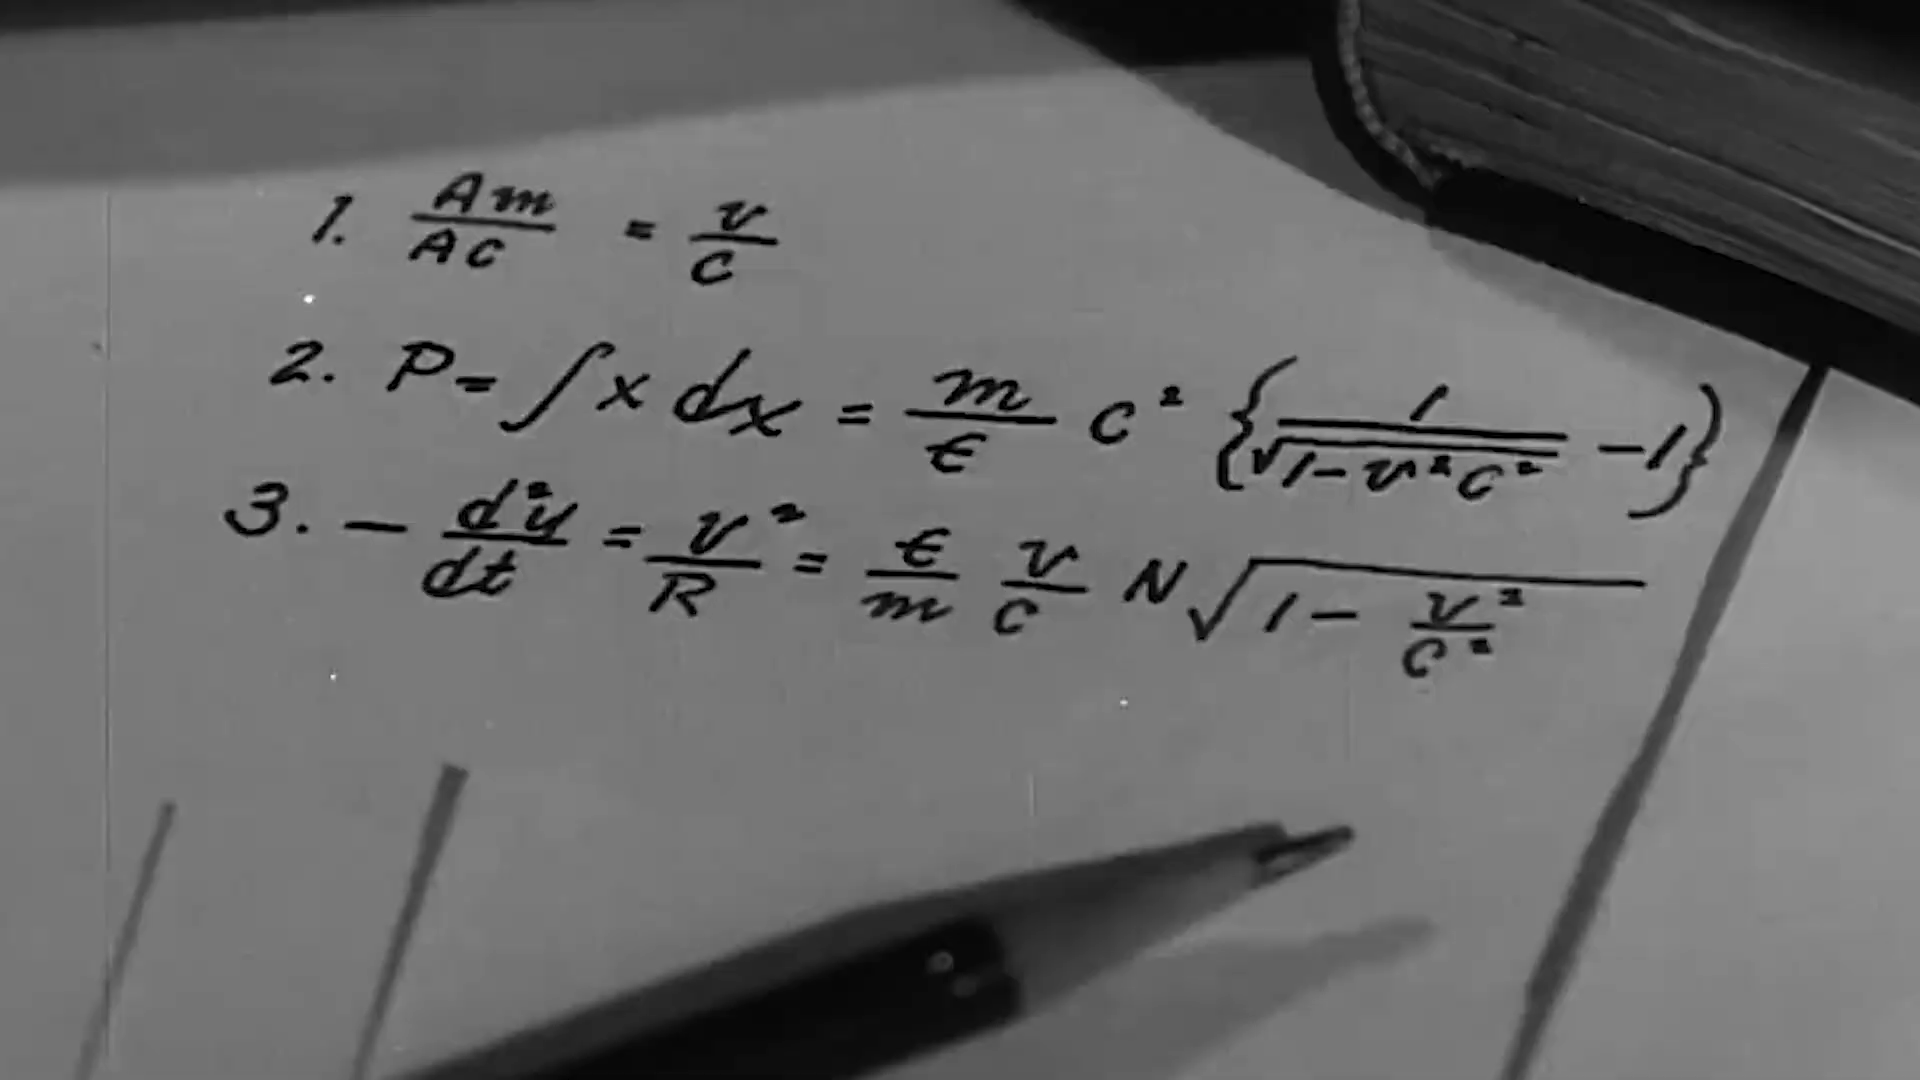 1. Am/AC = v/c
2. P = ∫ x dx = m/ε c² {1/√(1-v²c²) -1}
3. - d²y/dt = v²/R = ε/m v/c N √(1 - v²/c²)